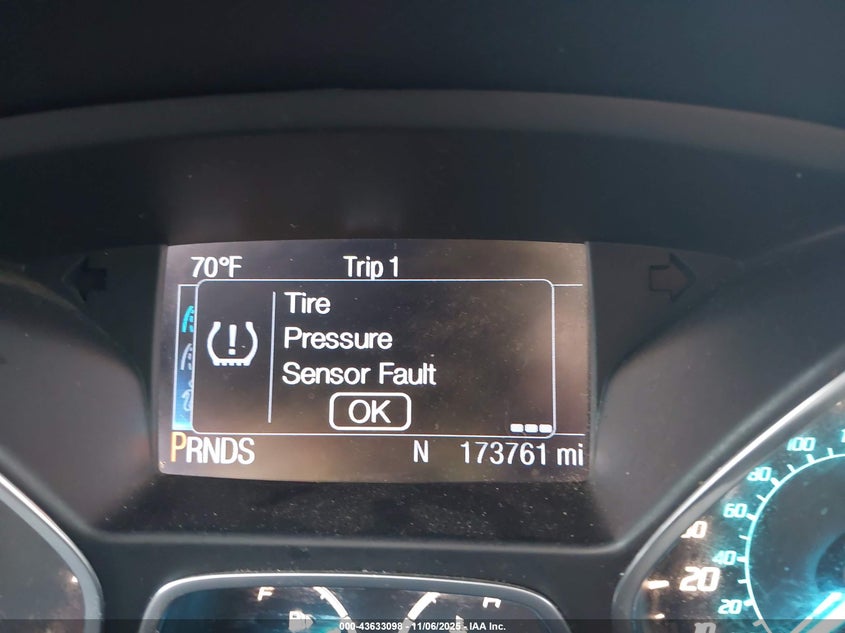 70°F Trip 1
Tire
Pressure
Sensor Fault
OK
PRNDS N 173761 mi
100
80
60
40
20
20
10
F H
000-43633098 - 11/06/2025 - IAA Inc.